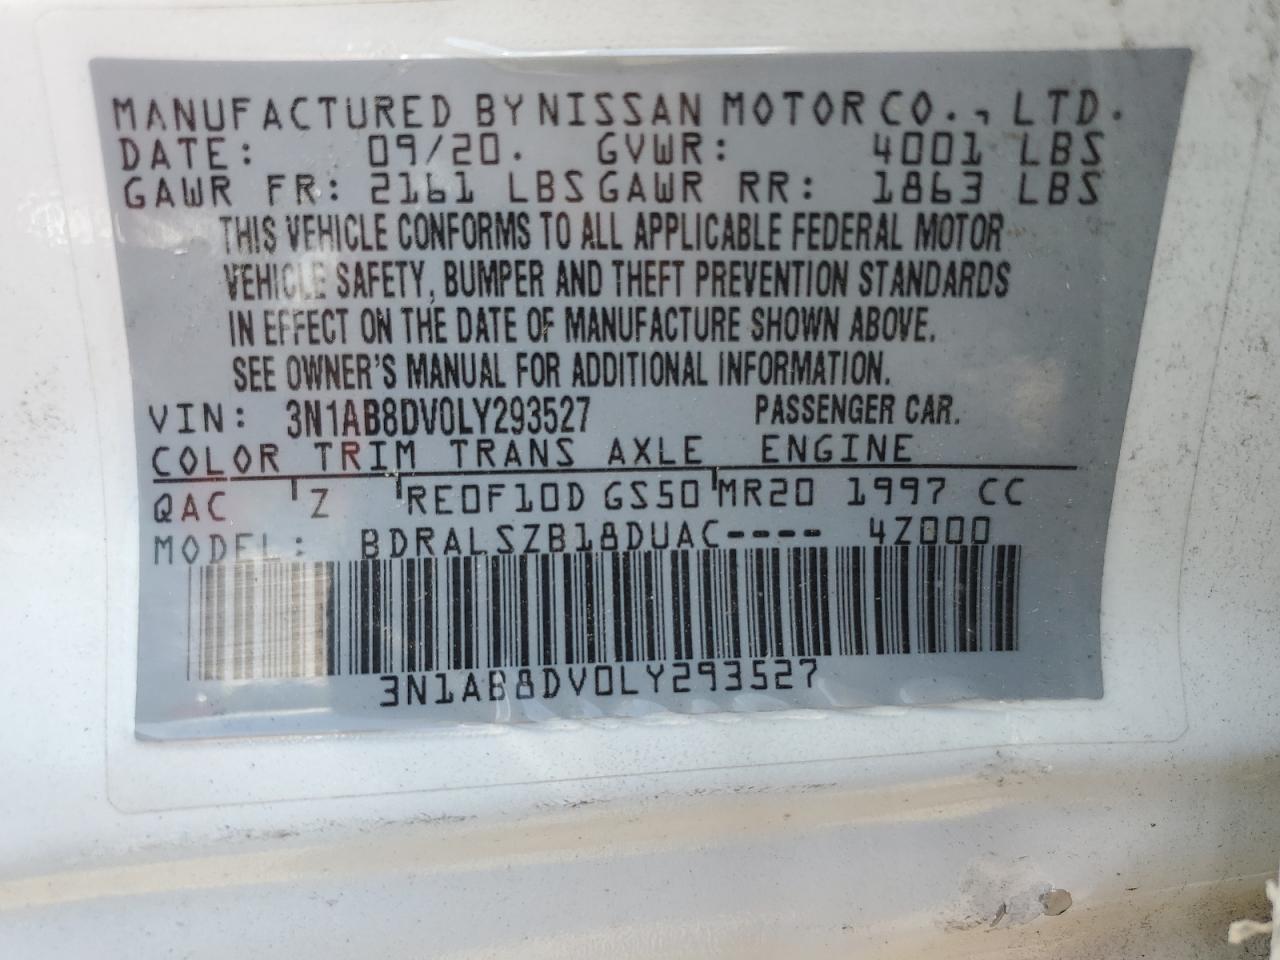 MANUFACTURED BY NISSAN MOTOR CO., LTD.
DATE: 09/20. GVWR: 4001 LBS
GAWR FR: 2161 LBS GAWR RR: 1863 LBS
THIS VEHICLE CONFORMS TO ALL APPLICABLE FEDERAL MOTOR
VEHICLE SAFETY, BUMPER AND THEFT PREVENTION STANDARDS
IN EFFECT ON THE DATE OF MANUFACTURE SHOWN ABOVE.
SEE OWNER'S MANUAL FOR ADDITIONAL INFORMATION.
VIN: 3N1AB8DV0LY293527 PASSENGER CAR.
COLOR TRIM TRANS AXLE ENGINE
QAC Z RE0F10D GS50 MR20 1997 CC
MODEL: BDRALSZB18DUAC---- 4Z000
3N1AB8DV0LY293527